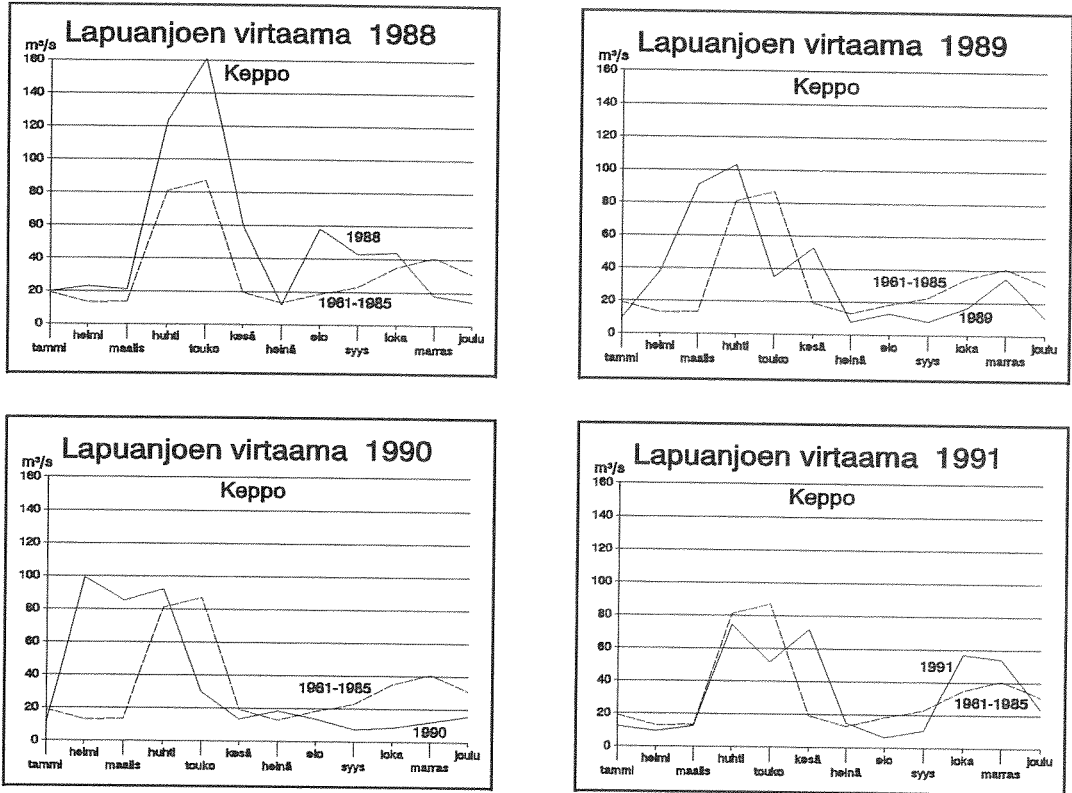 Lapuanjoen virtaama 1988
m³/s
Keppo
160
140
120
100
80
60
40
20
0
1988
1961-1985
tammi helmi maalis huhti touko kesä heinä elo syys loka marras joulu
Lapuanjoen virtaama 1989
m³/s
Keppo
160
140
120
100
80
60
40
20
0
1961-1985
1989
tammi helmi maalis huhti touko kesä heinä elo syys loka marras joulu
Lapuanjoen virtaama 1990
m³/s
Keppo
160
140
120
100
80
60
40
20
0
1961-1985
1990
tammi helmi maalis huhti touko kesä heinä elo syys loka marras joulu
Lapuanjoen virtaama 1991
m³/s
Keppo
160
140
120
100
80
60
40
20
0
1991
1961-1985
tammi helmi maalis huhti touko kesä heinä elo syys loka marras joulu